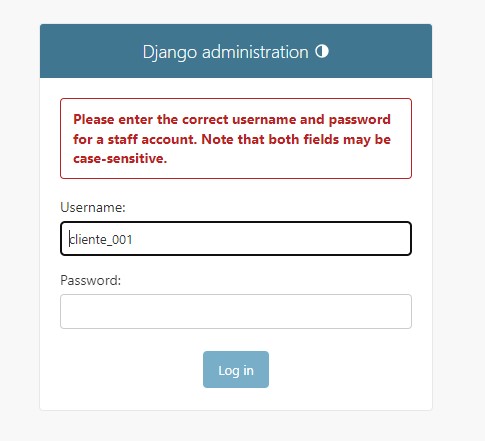 Django administration
Please enter the correct username and password
for a staff account. Note that both fields may be
case-sensitive.
Username:
cliente_001
Password:
Log in